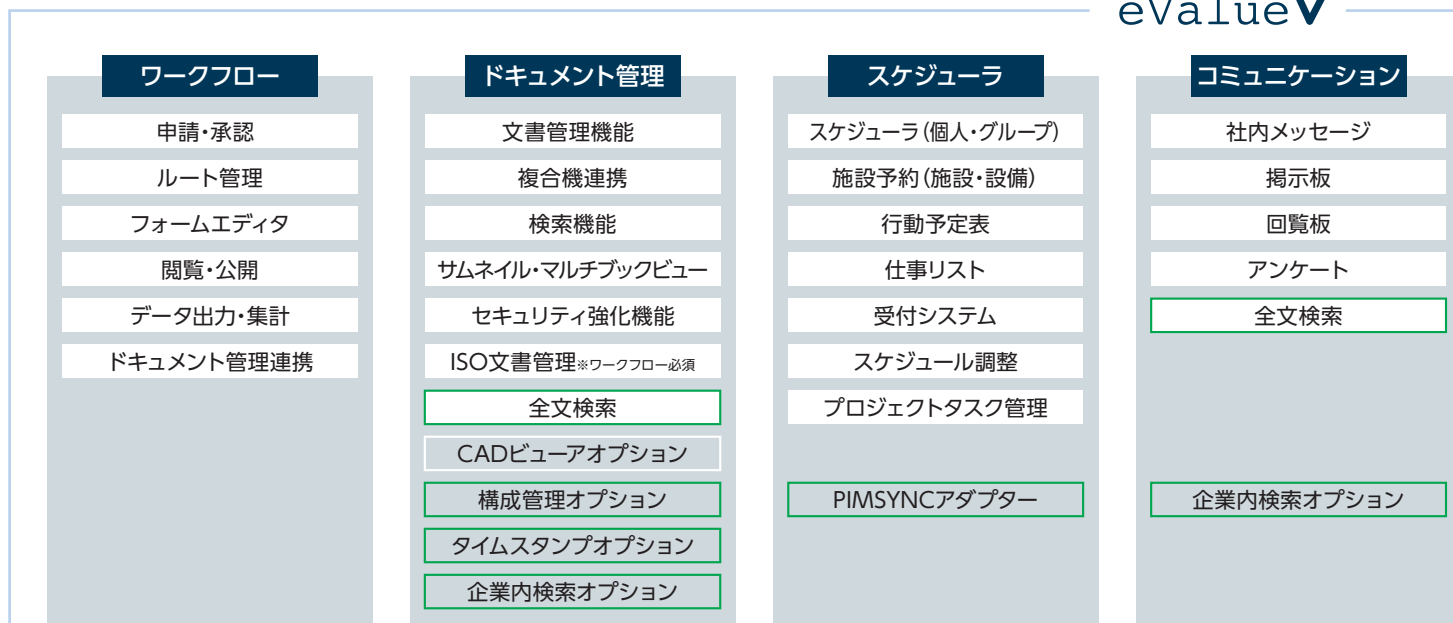 eValueV
ワークフロー
申請・承認
ルート管理
フォームエディタ
閲覧・公開
データ出力・集計
ドキュメント管理連携
ドキュメント管理
文書管理機能
複合機連携
検索機能
サムネイル・マルチブックビュー
セキュリティ強化機能
ISO文書管理※ワークフロー必須
全文検索
CADビューアオプション
構成管理オプション
タイムスタンプオプション
企業内検索オプション
スケジューラ
スケジューラ(個人・グループ)
施設予約(施設・設備)
行動予定表
仕事リスト
受付システム
スケジュール調整
プロジェクトタスク管理
PIMSYNCアダプター
コミュニケーション
社内メッセージ
掲示板
回覧板
アンケート
全文検索
企業内検索オプション